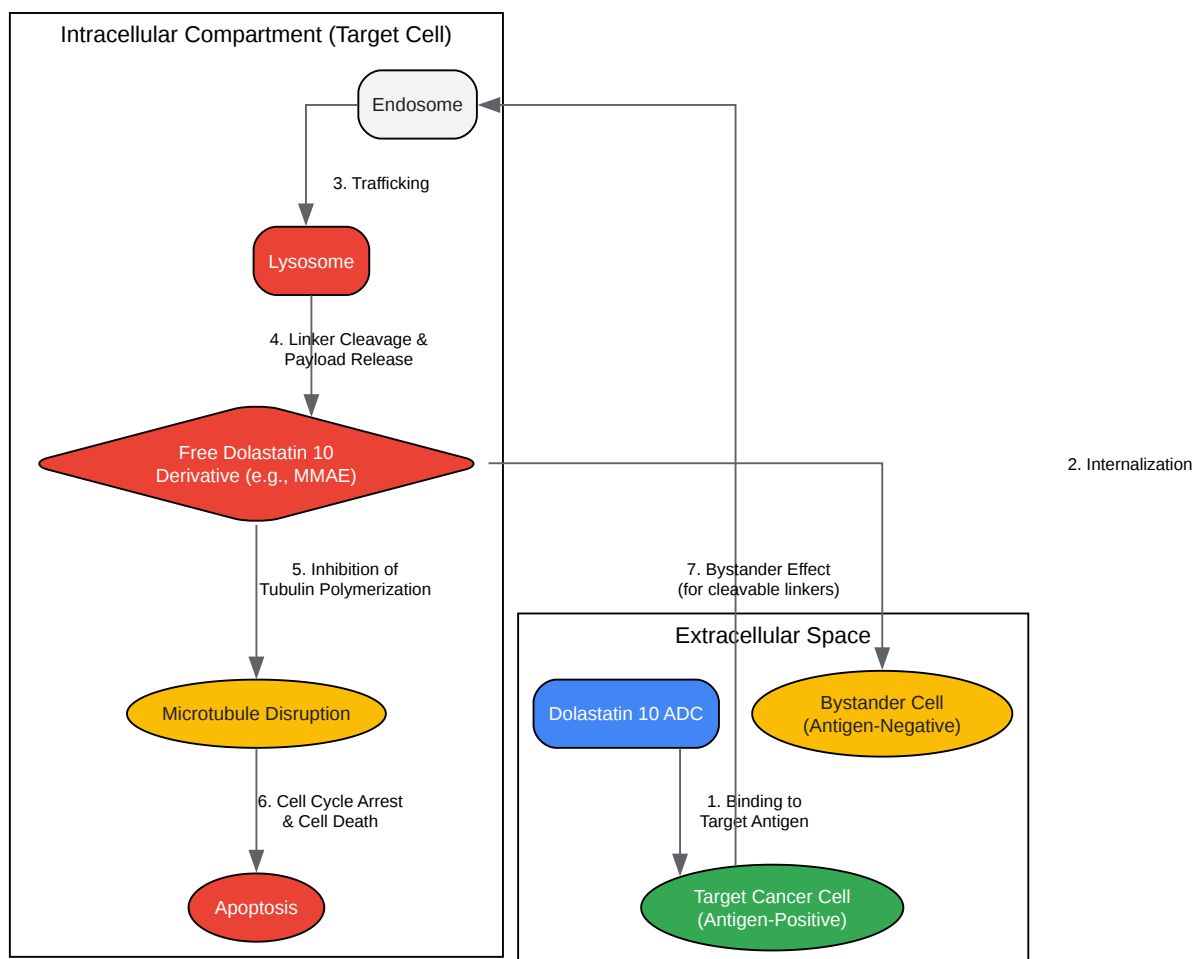 Intracellular Compartment (Target Cell)
Endosome
3. Trafficking
Lysosome
4. Linker Cleavage &
Payload Release
Free Dolastatin 10
Derivative (e.g., MMAE)
2. Internalization
5. Inhibition of
Tubulin Polymerization
7. Bystander Effect
(for cleavable linkers)
Extracellular Space
Microtubule Disruption
Dolastatin 10 ADC
Bystander Cell
(Antigen-Negative)
6. Cell Cycle Arrest
& Cell Death
1. Binding to
Target Antigen
Apoptosis
Target Cancer Cell
(Antigen-Positive)